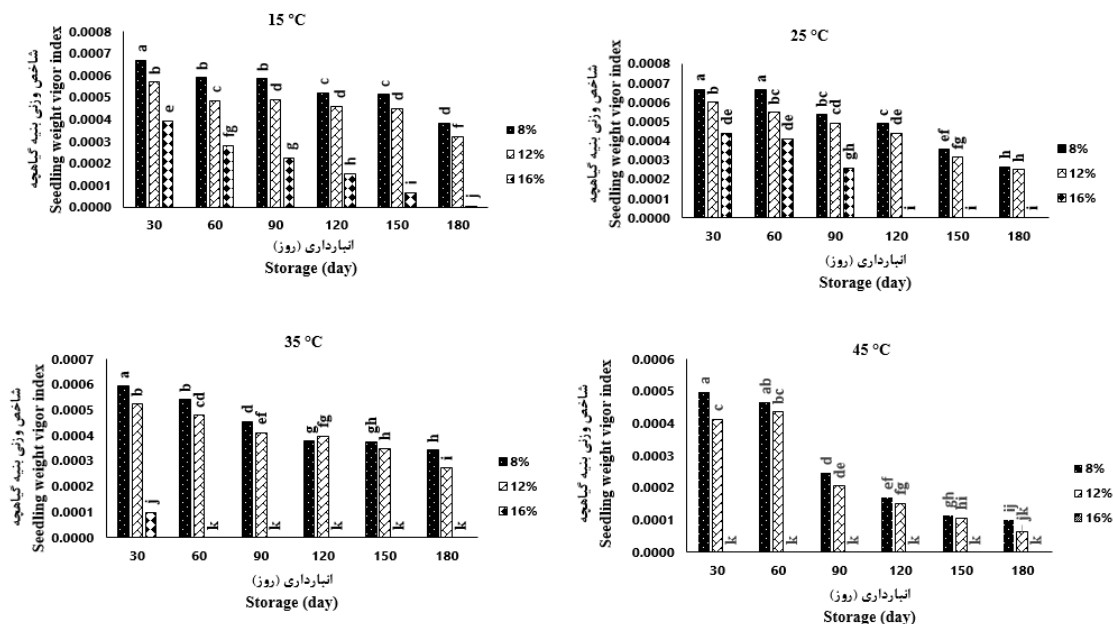 15 °C
شاخص وزنی بنیه گیاهچه
Seedling weight vigor index
0.0008
0.0007
0.0006
0.0005
0.0004
0.0003
0.0002
0.0001
0.0000
a b e
b c fg
b d g
c d h
c d i
d f j
30 60 90 120 150 180
انبارداری (روز)
Storage (day)
8%
12%
16%
25 °C
شاخص وزنی بنیه گیاهچه
Seedling weight vigor index
0.0008
0.0007
0.0006
0.0005
0.0004
0.0003
0.0002
0.0001
0.0000
a b de
a bc de
bc cd gh
c de i
ef fg i
h h i
30 60 90 120 150 180
انبارداری (روز)
Storage (day)
8%
12%
16%
35 °C
شاخص وزنی بنیه گیاهچه
Seedling weight vigor index
0.0007
0.0006
0.0005
0.0004
0.0003
0.0002
0.0001
0.0000
a b j
b cd k
d ef k
g fg k
gh h k
h i k
30 60 90 120 150 180
انبارداری (روز)
Storage (day)
8%
12%
16%
45 °C
شاخص وزنی بنیه گیاهچه
Seedling weight vigor index
0.0006
0.0005
0.0004
0.0003
0.0002
0.0001
0.0000
a c k
ab bc k
d de k
ef fg k
gh hi k
ij jk k
30 60 90 120 150 180
انبارداری (روز)
Storage (day)
8%
12%
16%